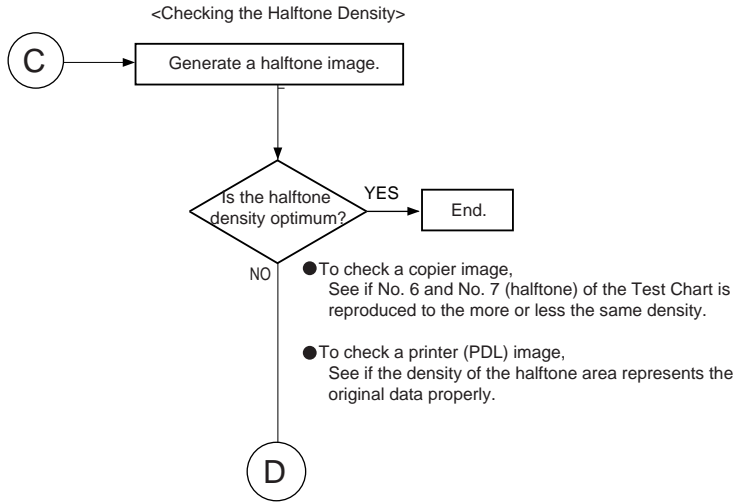 <Checking the Halftone Density>
C
Generate a halftone image.
Is the halftone
density optimum?
YES
End.
NO
●To check a copier image,
See if No. 6 and No. 7 (halftone) of the Test Chart is
reproduced to the more or less the same density.
●To check a printer (PDL) image,
See if the density of the halftone area represents the
original data properly.
D